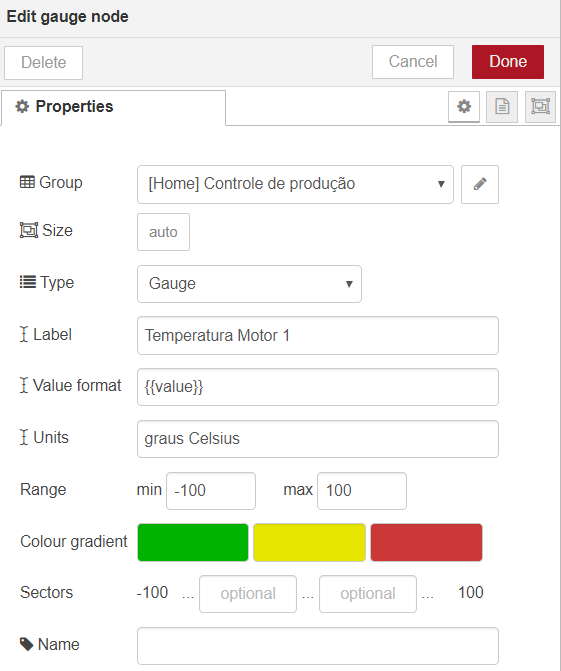 Edit gauge node
Delete Cancel Done
Properties
Group [Home] Controle de produção
Size auto
Type Gauge
Label Temperatura Motor 1
Value format {{value}}
Units graus Celsius
Range min -100 max 100
Colour gradient
Sectors -100 ... optional ... optional ... 100
Name